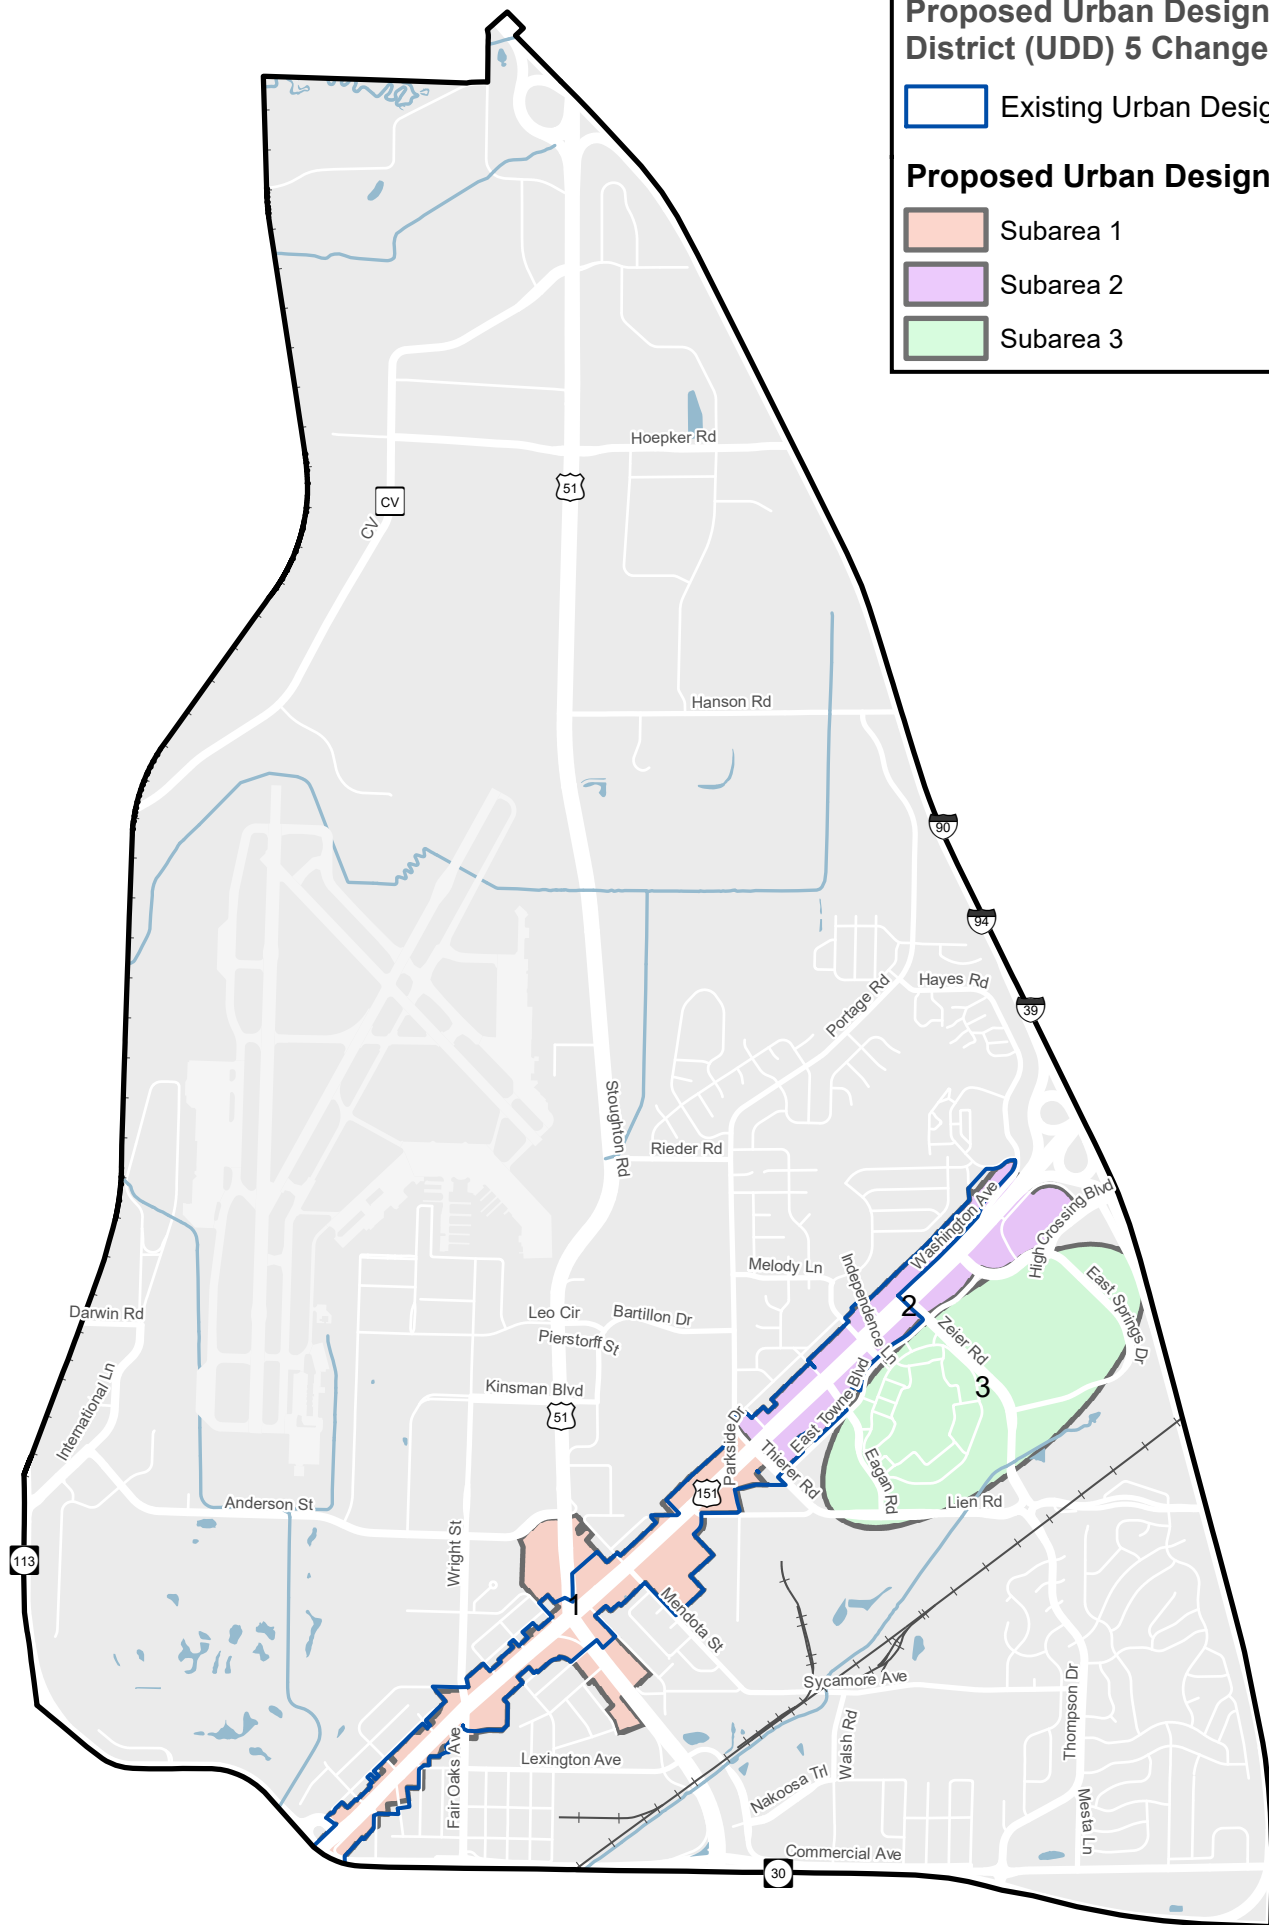 Proposed Urban Design
District (UDD) 5 Change
Existing Urban Desig
Proposed Urban Design
Subarea 1
Subarea 2
Subarea 3
Hoepker Rd
51
CV
CV
Hanson Rd
90
94
Hayes Rd
39
Portage Rd
Stoughton Rd
Rieder Rd
Washington Ave
High Crossing Blvd
Melody Ln
Independence Ln
East Springs Dr
2
Darwin Rd
Leo Cir
Bartillon Dr
Pierstorff St
Zeier Rd
International Ln
Kinsman Blvd
51
3
East Towne Blvd
Parkside Dr
Thierer Rd
Eagan Rd
151
Anderson St
Lien Rd
113
Wright St
1
Mendota St
Sycamore Ave
Thompson Dr
Walsh Rd
Fair Oaks Ave
Lexington Ave
Nakoosa Trl
Mesta Ln
Commercial Ave
30